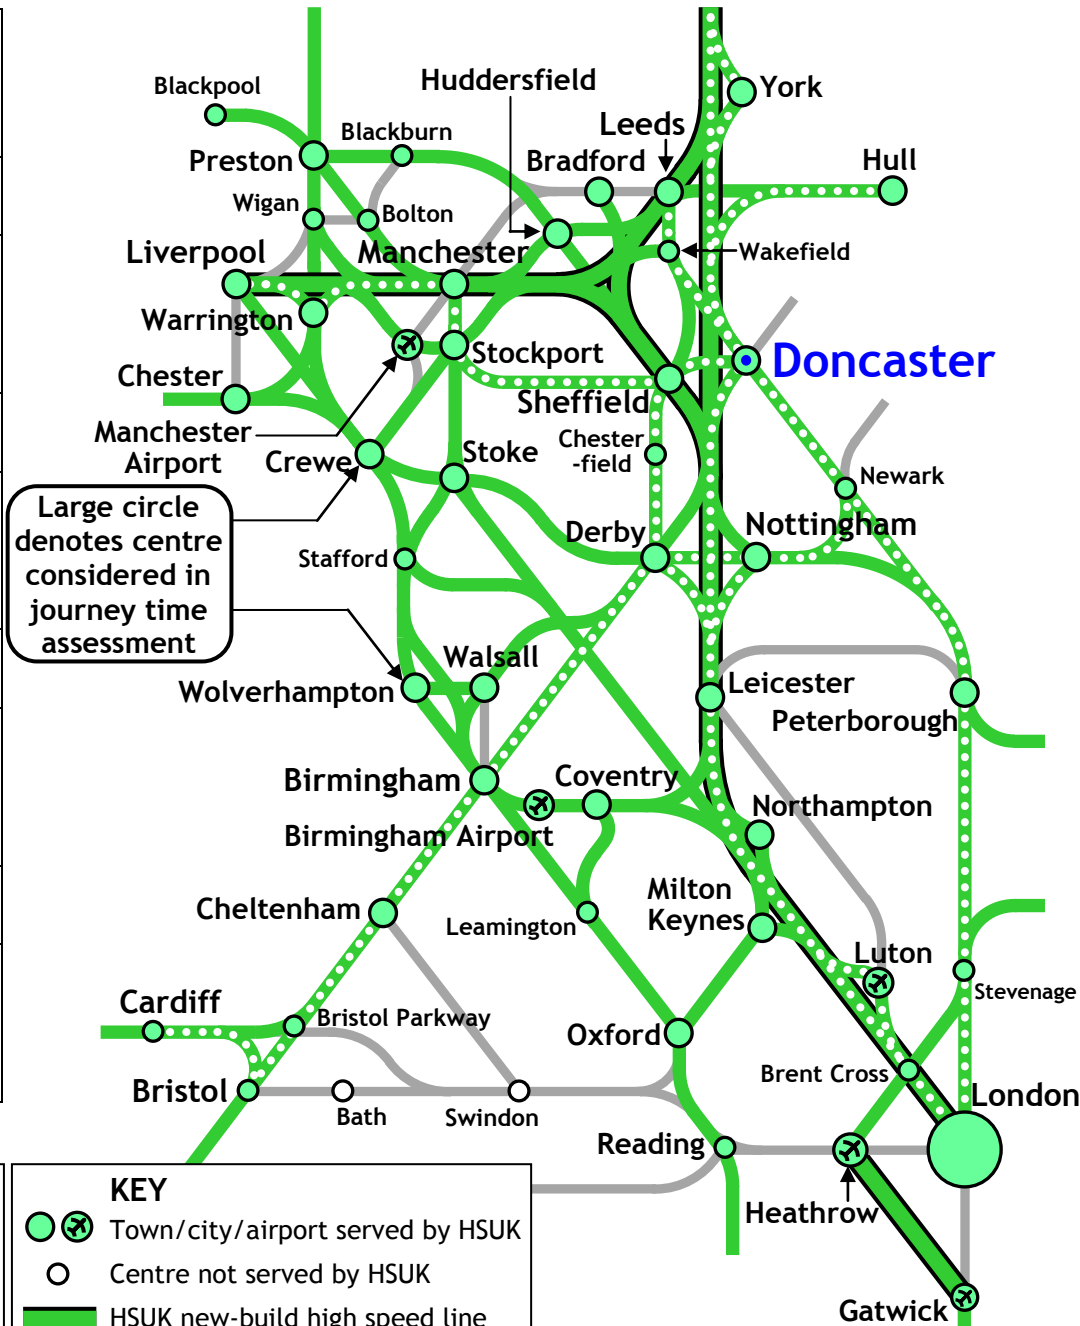 Blackpool
Huddersfield
York
Blackburn
Leeds
Preston
Bradford
Hull
Wigan
Bolton
Liverpool
Manchester
Wakefield
Warrington
Stockport
Doncaster
Chester
Sheffield
Manchester
Airport
Crewe
Stoke
Chester
-field
Newark
Large circle
denotes centre
considered in
journey time
assessment
Derby
Nottingham
Stafford
Walsall
Wolverhampton
Leicester
Peterborough
Birmingham
Coventry
Northampton
Birmingham Airport
Milton
Keynes
Cheltenham
Leamington
Luton
Stevenage
Cardiff
Bristol Parkway
Oxford
Brent Cross
London
Bristol
Bath
Swindon
Reading
Heathrow
Gatwick
KEY
Town/city/airport served by HSUK
Centre not served by HSUK
HSUK new-build high speed line